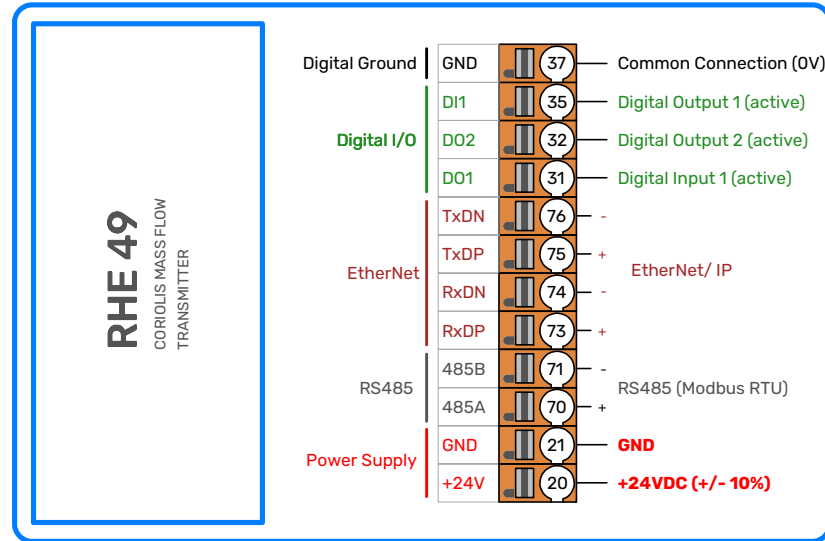 RHE 49
CORIOLIS MASS FLOW
TRANSMITTER
Digital Ground GND 37 Common Connection (0V)
DI1 35 Digital Output 1 (active)
Digital I/O DO2 32 Digital Output 2 (active)
DO1 31 Digital Input 1 (active)
TxDN 76 -
TxDP 75 +
EtherNet EtherNet/ IP
RxDN 74 -
RxDP 73 +
485B 71 -
RS485 RS485 (Modbus RTU)
485A 70 +
GND 21 GND
Power Supply
+24V 20 +24VDC (+/- 10%)